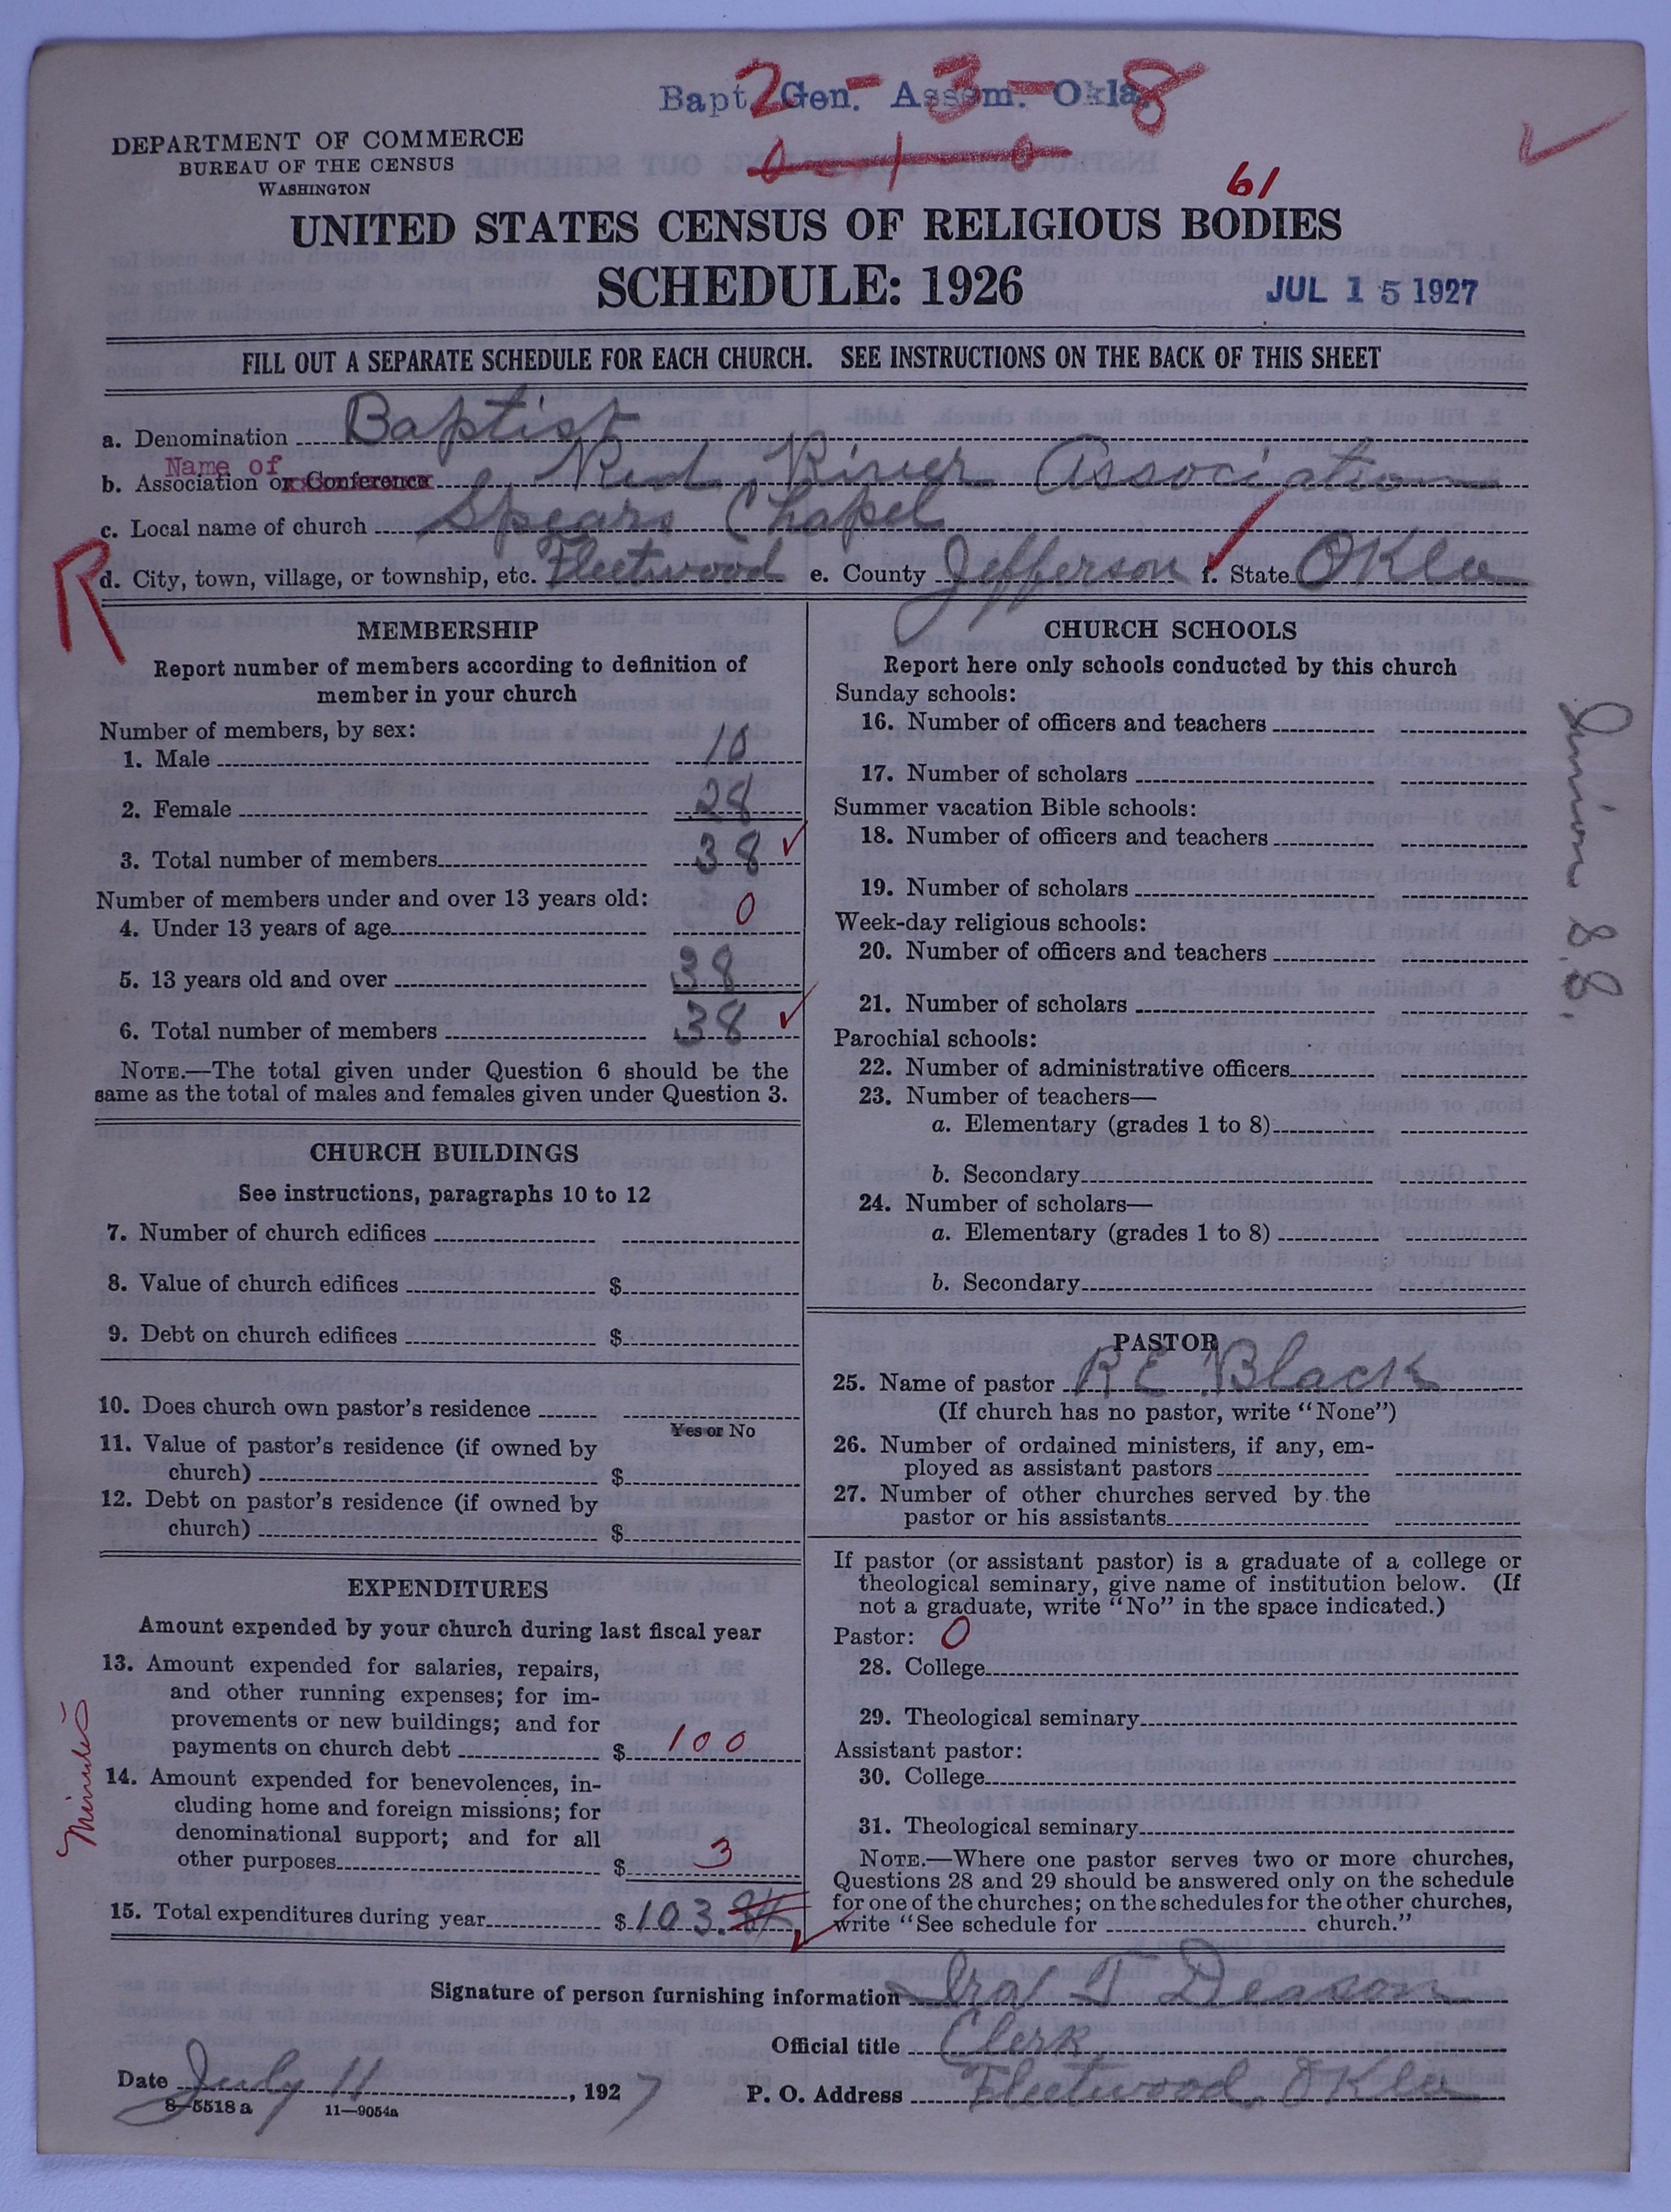 Bapt. Gen. Assem. Okla.
2 - 3 - 8
0 - 1 - 0
DEPARTMENT OF COMMERCE
BUREAU OF THE CENSUS
WASHINGTON
61
UNITED STATES CENSUS OF RELIGIOUS BODIES
SCHEDULE: 1926
JUL 15 1927
FILL OUT A SEPARATE SCHEDULE FOR EACH CHURCH. SEE INSTRUCTIONS ON THE BACK OF THIS SHEET
a. Denomination Baptist
Name of
b. Association or Conference Red River Association
c. Local name of church Spears Chapel
R
d. City, town, village, or township, etc. Fleetwood e. County Jefferson f. State Okla
MEMBERSHIP
Report number of members according to definition of
member in your church
Number of members, by sex:
1. Male 10
2. Female 28
3. Total number of members 38
Number of members under and over 13 years old:
4. Under 13 years of age 0
5. 13 years old and over 38
6. Total number of members 38
NOTE.—The total given under Question 6 should be the
same as the total of males and females given under Question 3.
CHURCH BUILDINGS
See instructions, paragraphs 10 to 12
7. Number of church edifices
8. Value of church edifices $
9. Debt on church edifices $
10. Does church own pastor's residence
Yes or No
11. Value of pastor's residence (if owned by
church) $
12. Debt on pastor's residence (if owned by
church) $
EXPENDITURES
Amount expended by your church during last fiscal year
13. Amount expended for salaries, repairs,
and other running expenses; for im-
provements or new buildings; and for
payments on church debt $ 100
Minutes
14. Amount expended for benevolences, in-
cluding home and foreign missions; for
denominational support; and for all
other purposes $ 3
15. Total expenditures during year $ 103.
CHURCH SCHOOLS
Report here only schools conducted by this church
Sunday schools:
16. Number of officers and teachers
17. Number of scholars
Summer vacation Bible schools:
18. Number of officers and teachers
19. Number of scholars
Week-day religious schools:
20. Number of officers and teachers
21. Number of scholars
Parochial schools:
22. Number of administrative officers
23. Number of teachers—
a. Elementary (grades 1 to 8)
b. Secondary
24. Number of scholars—
a. Elementary (grades 1 to 8)
b. Secondary
S.S.
PASTOR
25. Name of pastor R E Black
(If church has no pastor, write "None")
26. Number of ordained ministers, if any, em-
ployed as assistant pastors
27. Number of other churches served by the
pastor or his assistants
If pastor (or assistant pastor) is a graduate of a college or
theological seminary, give name of institution below. (If
not a graduate, write "No" in the space indicated.)
Pastor: 0
28. College
29. Theological seminary
Assistant pastor:
30. College
31. Theological seminary
NOTE.—Where one pastor serves two or more churches,
Questions 28 and 29 should be answered only on the schedule
for one of the churches; on the schedules for the other churches,
write "See schedule for church."
Signature of person furnishing information Ira T Deason
Official title Clerk
Date July 11, 1927 P. O. Address Fleetwood, Okla
8—5518 a 11—9054a